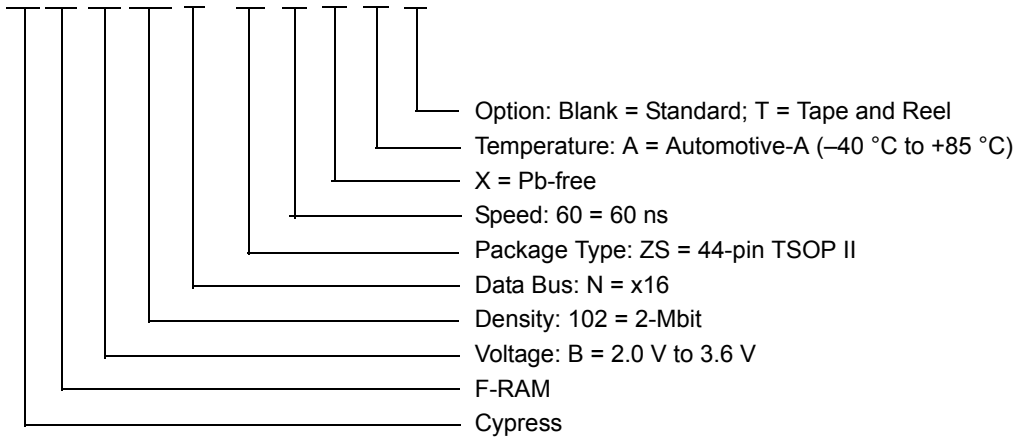 Option: Blank = Standard; T = Tape and Reel
Temperature: A = Automotive-A (–40 °C to +85 °C)
X = Pb-free
Speed: 60 = 60 ns
Package Type: ZS = 44-pin TSOP II
Data Bus: N = x16
Density: 102 = 2-Mbit
Voltage: B = 2.0 V to 3.6 V
F-RAM
Cypress